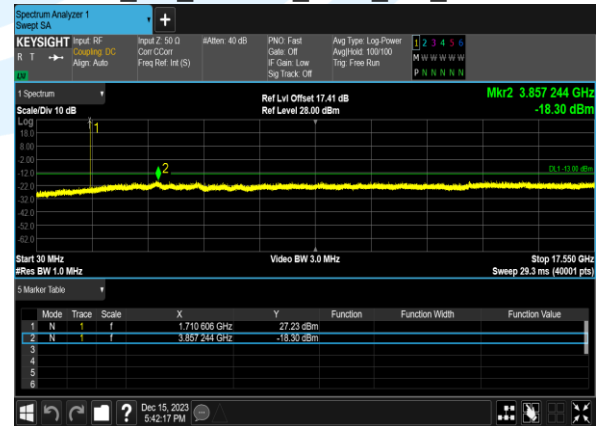 Spectrum Analyzer 1
Swept SA
KEYSIGHT Input: RF Input Z: 50 Ω #Atten: 40 dB PNO: Fast Avg Type: Log-Power 1 2 3 4 5 6
R T Coupling: DC Corr CCorr Gate: Off Avg|Hold: 100/100 M W W W W W
Align: Auto Freq Ref: Int (S) IF Gain: Low Trig: Free Run P N N N N N
LV Sig Track: Off
1 Spectrum Ref Lvl Offset 17.41 dB Mkr2 3.857 244 GHz
Scale/Div 10 dB Ref Level 28.00 dBm -18.30 dBm
Log
18.0
8.00
-2.00
-12.0
-22.0
-32.0
-42.0
-52.0
-62.0
1
2
DL1 -13.00 dBm
Start 30 MHz Video BW 3.0 MHz Stop 17.550 GHz
#Res BW 1.0 MHz Sweep 29.3 ms (40001 pts)
5 Marker Table
Mode Trace Scale X Y Function Function Width Function Value
1 N 1 f 1.710 606 GHz 27.23 dBm
2 N 1 f 3.857 244 GHz -18.30 dBm
3
4
5
6
Dec 15, 2023
5:42:17 PM